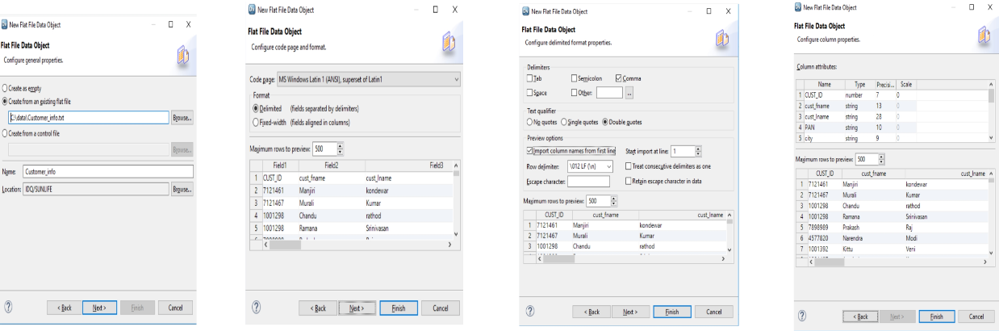 New Flat File Data Object
Flat File Data Object
Configure general properties.
Create as empty
Create from an existing flat file
C:\data\Customer_info.txt Browse...
Create from a control file
Browse...
Name: Customer_info
Location: IDQ/SUNLIFE Browse...
< Back Next > Finish Cancel
New Flat File Data Object
Flat File Data Object
Configure code page and format.
Code page: MS Windows Latin 1 (ANSI), superset of Latin1
Format
Delimited (fields separated by delimiters)
Fixed-width (fields aligned in columns)
Maximum rows to preview: 500
Field1 Field2 Field3
1 CUST_ID cust_fname cust_lname
2 7121461 Manjiri kondewar
3 7121467 Murali Kumar
4 1001298 Chandu rathod
5 1001298 Ramana Srinivasan
< Back Next > Finish Cancel
New Flat File Data Object
Flat File Data Object
Configure delimited format properties.
Delimiters
Tab Semicolon Comma
Space Other: ...
Text qualifier
No quotes Single quotes Double quotes
Preview options
Import column names from first line Start import at line: 1
Row delimiter: \012 LF (\n) Treat consecutive delimiters as one
Escape character: Retain escape character in data
Maximum rows to preview: 500
CUST_ID cust_fname cust_lname
1 7121461 Manjiri kondewar
2 7121467 Murali Kumar
3 1001298 Chandu rathod
< Back Next > Finish Cancel
New Flat File Data Object
Flat File Data Object
Configure column properties.
Column attributes:
Name Type Precisi... Scale
1 CUST_ID number 7 0
2 cust_fname string 13 0
3 cust_lname string 28 0
4 PAN string 10 0
5 city string 9 0
Maximum rows to preview: 500
CUST_ID cust_fname cust_lname
1 7121461 Manjiri kondewar
2 7121467 Murali Kumar
3 1001298 Chandu rathod
4 1001298 Ramana Srinivasan
5 7898989 Prakash Raj
6 4577820 Narendra Modi
7 1001392 Kittu Veni
< Back Next > Finish Cancel